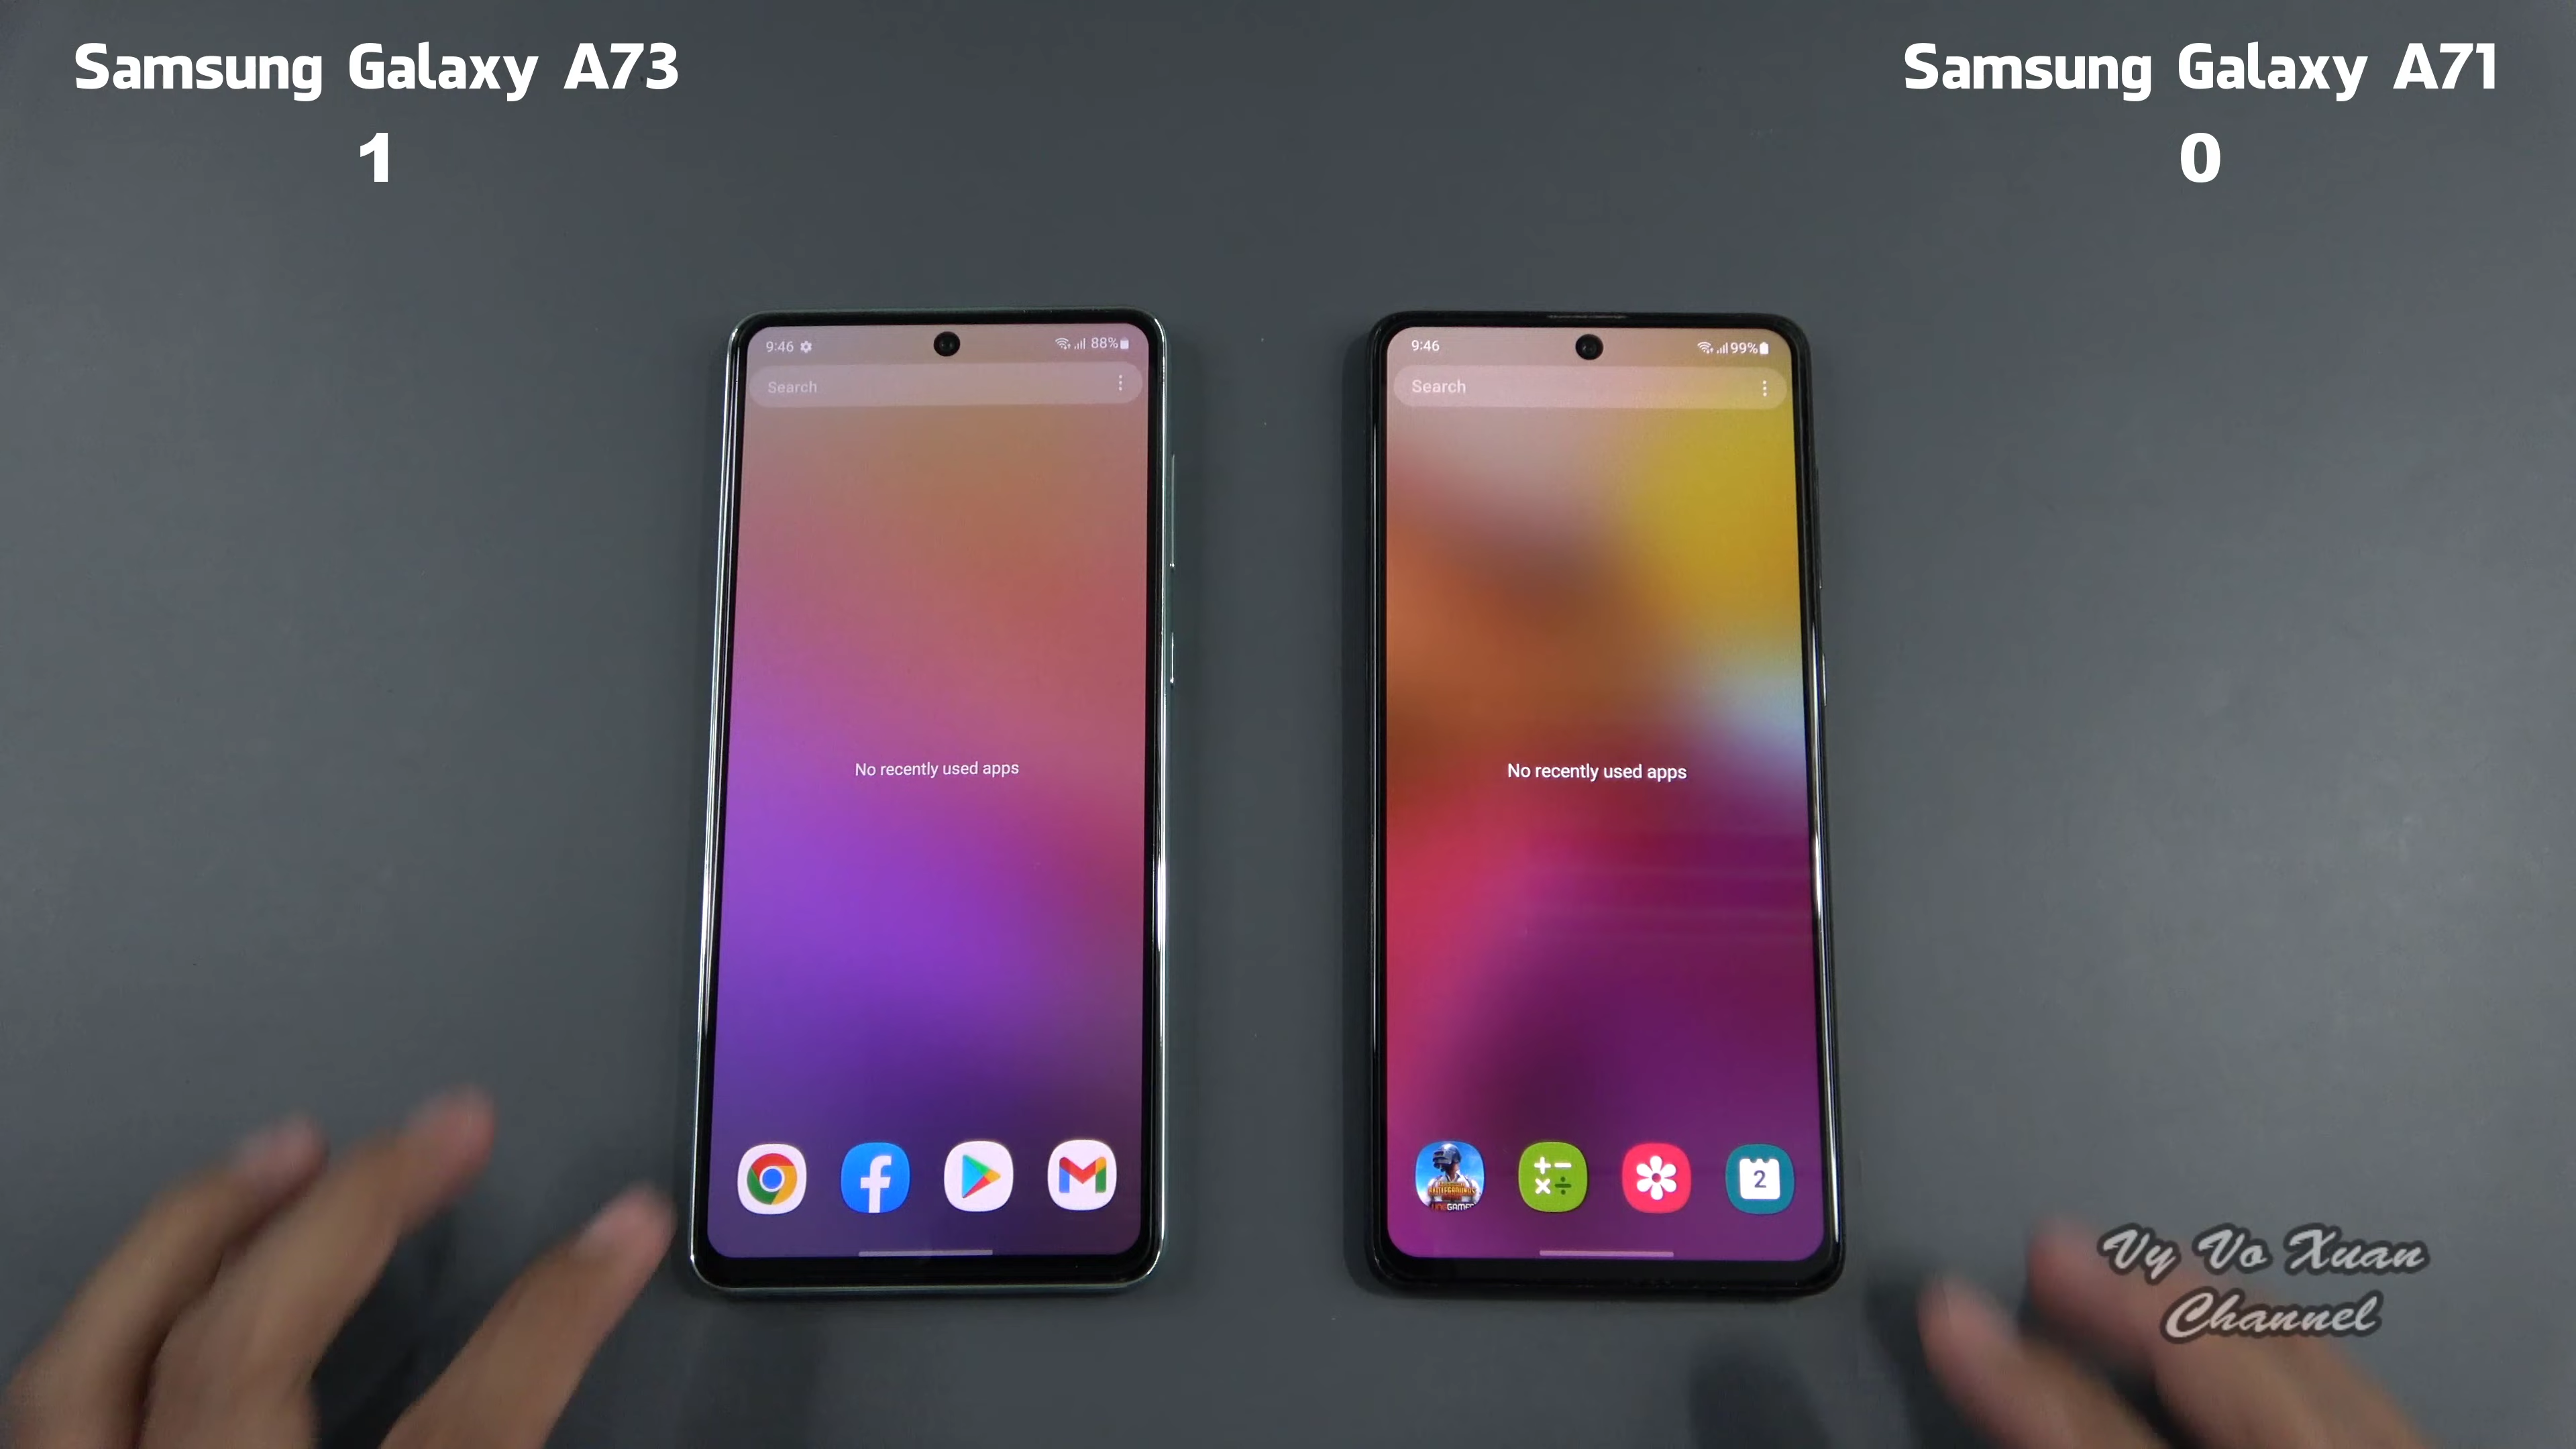 Samsung Galaxy A73
1
Samsung Galaxy A71
0
9:46
88%
Search
No recently used apps
9:46
99%
Search
No recently used apps
2
Vy Vo Xuan
Channel